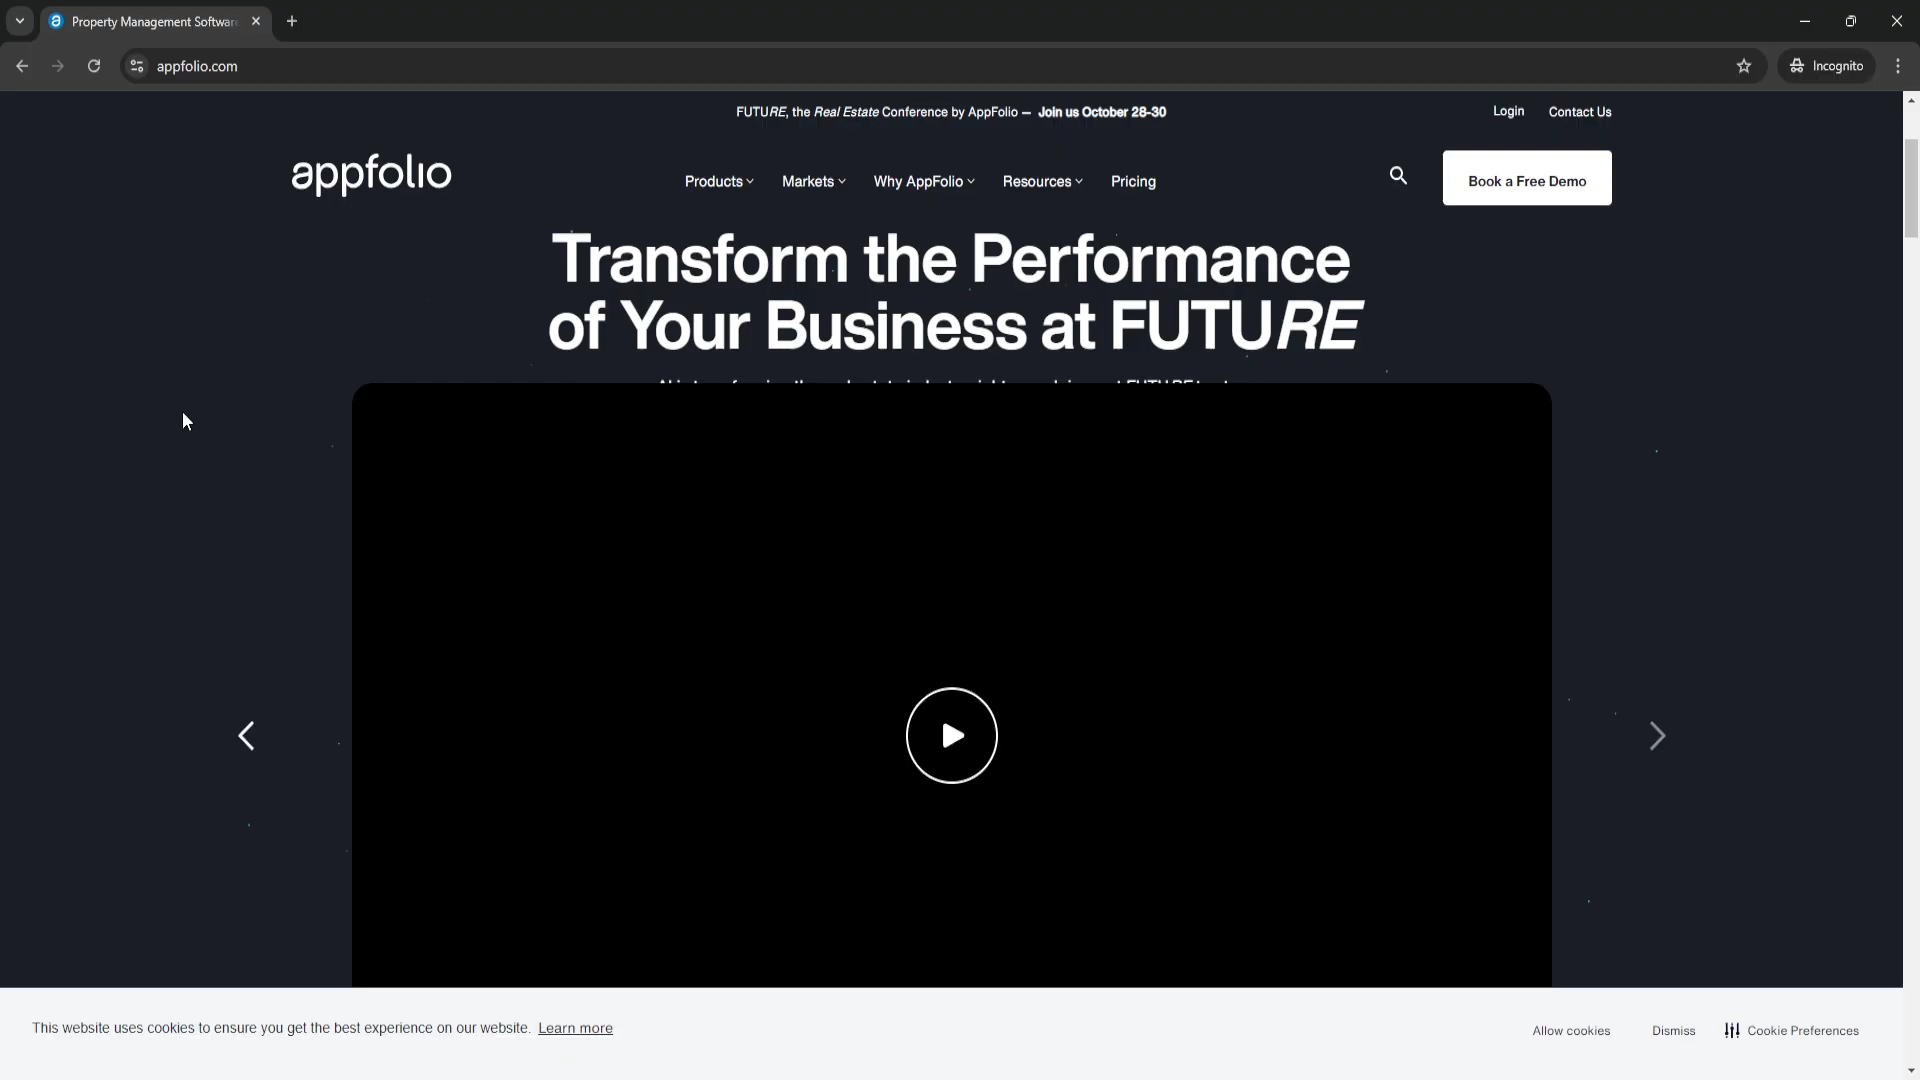 Property Management Softwar
appfolio.com
Incognito
FUTURE, the Real Estate Conference by AppFolio — Join us October 28-30
Login
Contact Us
appfolio
Products
Markets
Why AppFolio
Resources
Pricing
Book a Free Demo
Transform the Performance
of Your Business at FUTURE
This website uses cookies to ensure you get the best experience on our website. Learn more
Allow cookies
Dismiss
Cookie Preferences